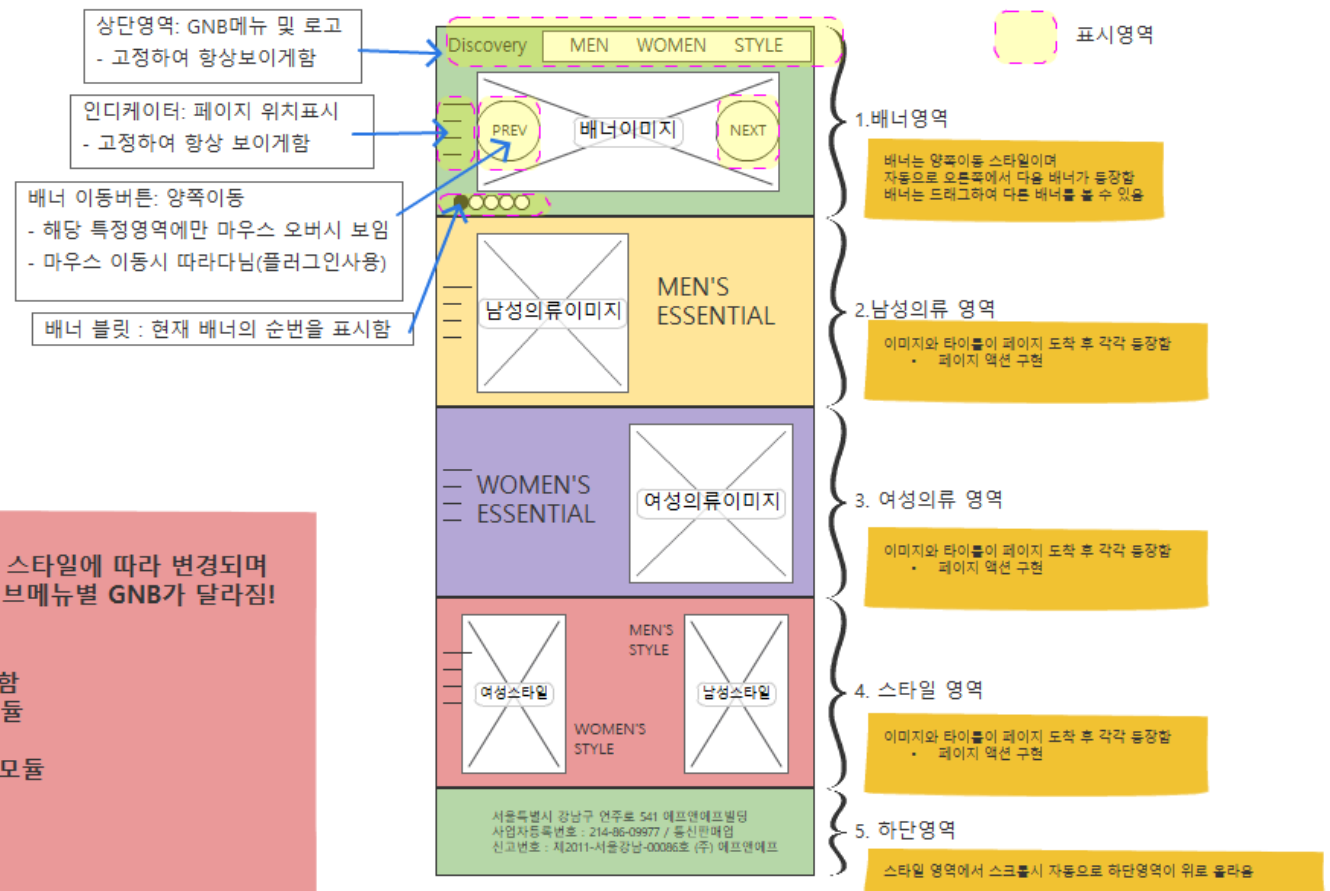 상단영역: GNB메뉴 및 로고
- 고정하여 항상보이게함
인디케이터: 페이지 위치표시
- 고정하여 항상 보이게함
배너 이동버튼: 양쪽이동
- 해당 특정영역에만 마우스 오버시 보임
- 마우스 이동시 따라다님(플러그인사용)
배너 블릿 : 현재 배너의 순번을 표시함
스타일에 따라 변경되며
브메뉴별 GNB가 달라짐!
함
듈
모듈
Discovery MEN WOMEN STYLE
PREV 배너이미지 NEXT
남성의류이미지
MEN'S
ESSENTIAL
WOMEN'S
ESSENTIAL
여성의류이미지
여성스타일
WOMEN'S
STYLE
MEN'S
STYLE
남성스타일
서울특별시 강남구 언주로 541 에프앤에프빌딩
사업자등록번호 : 214-86-09977 / 통신판매업
신고번호 : 제2011-서울강남-00086호 (주) 에프앤에프
표시영역
1.배너영역
배너는 양쪽이동 스타일이며
자동으로 오른쪽에서 다음 배너가 등장함
배너는 드래그하여 다른 배너를 볼 수 있음
2.남성의류 영역
이미지와 타이틀이 페이지 도착 후 각각 등장함
• 페이지 액션 구현
3. 여성의류 영역
이미지와 타이틀이 페이지 도착 후 각각 등장함
• 페이지 액션 구현
4. 스타일 영역
이미지와 타이틀이 페이지 도착 후 각각 등장함
• 페이지 액션 구현
5. 하단영역
스타일 영역에서 스크롤시 자동으로 하단영역이 위로 올라옴